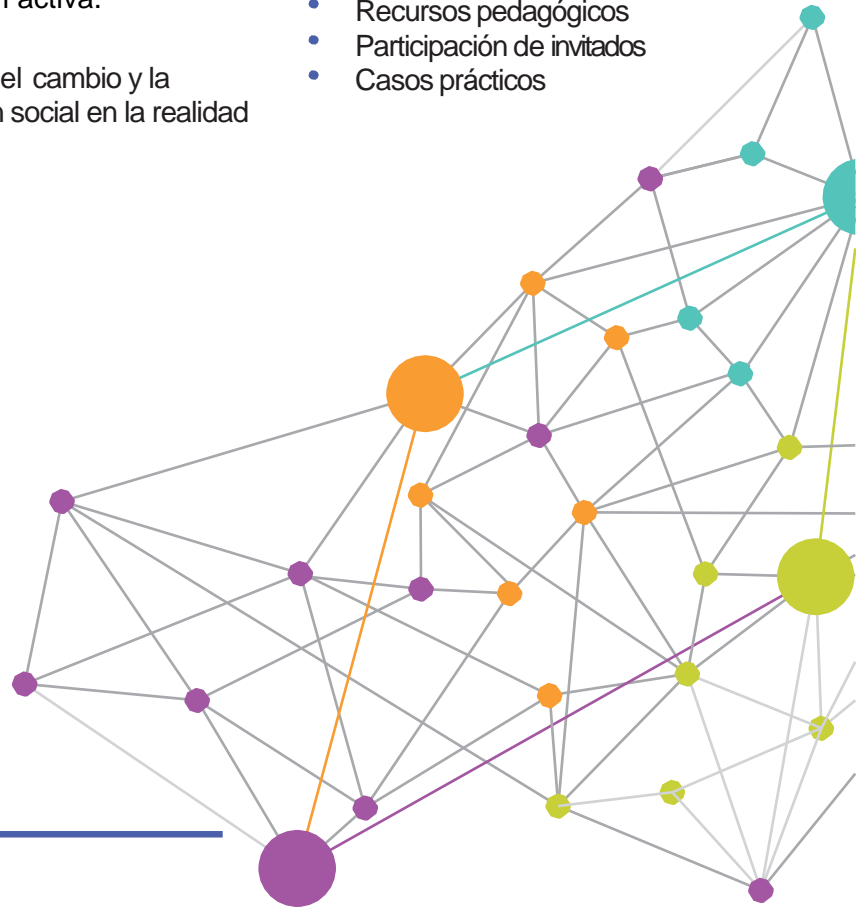 activa.
el cambio y la
n social en la realidad
• Recursos pedagógicos
• Participación de invitados
• Casos prácticos